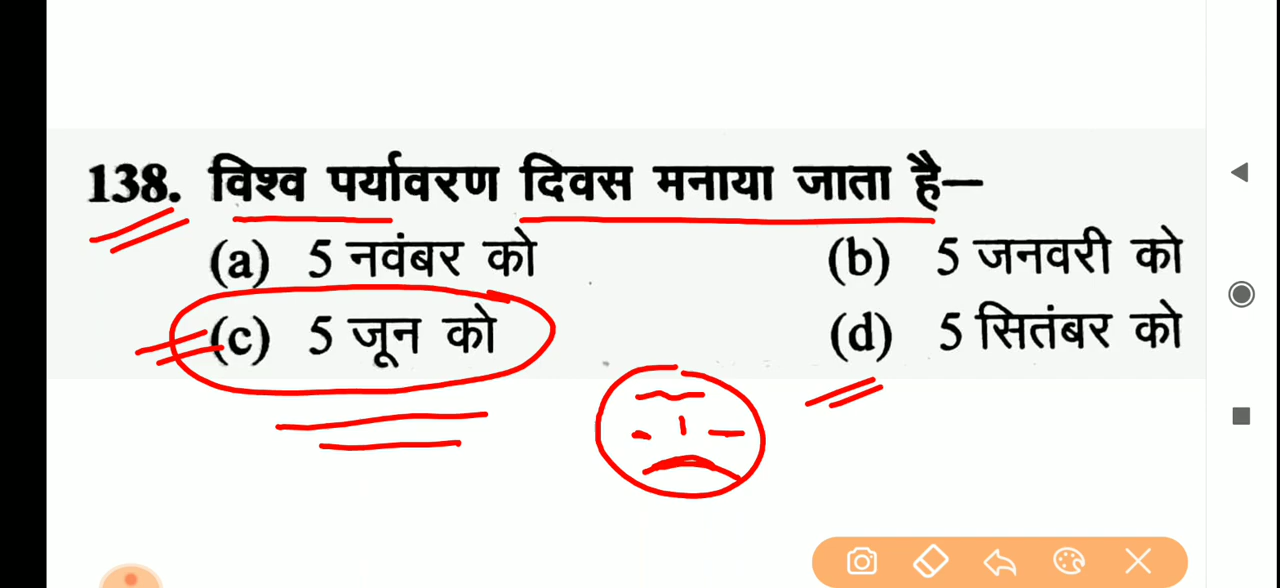 138. विश्व पर्यावरण दिवस मनाया जाता है—
(a) 5 नवंबर को (b) 5 जनवरी को
(c) 5 जून को (d) 5 सितंबर को